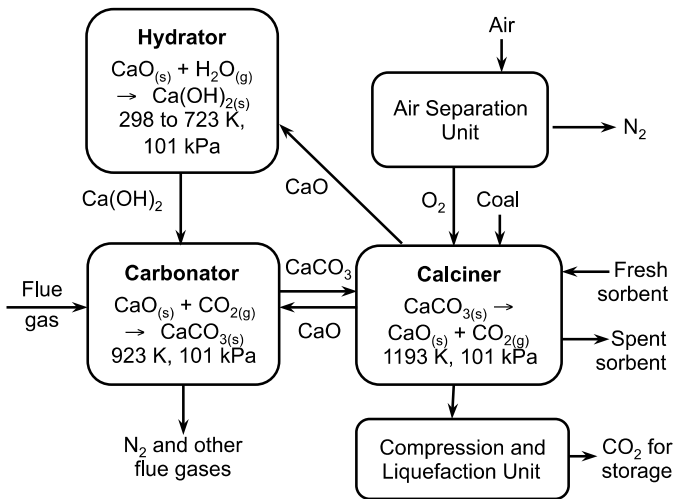 Hydrator
CaO(s) + H2O(g)
→ Ca(OH)2(s)
298 to 723 K,
101 kPa
Air
Air Separation
Unit
N2
CaO
Ca(OH)2
O2
Coal
Flue
gas
Carbonator
CaO(s) + CO2(g)
→ CaCO3(s)
923 K, 101 kPa
CaCO3
CaO
Calciner
CaCO3(s) →
CaO(s) + CO2(g)
1193 K, 101 kPa
Fresh
sorbent
Spent
sorbent
N2 and other
flue gases
Compression and
Liquefaction Unit
CO2 for
storage